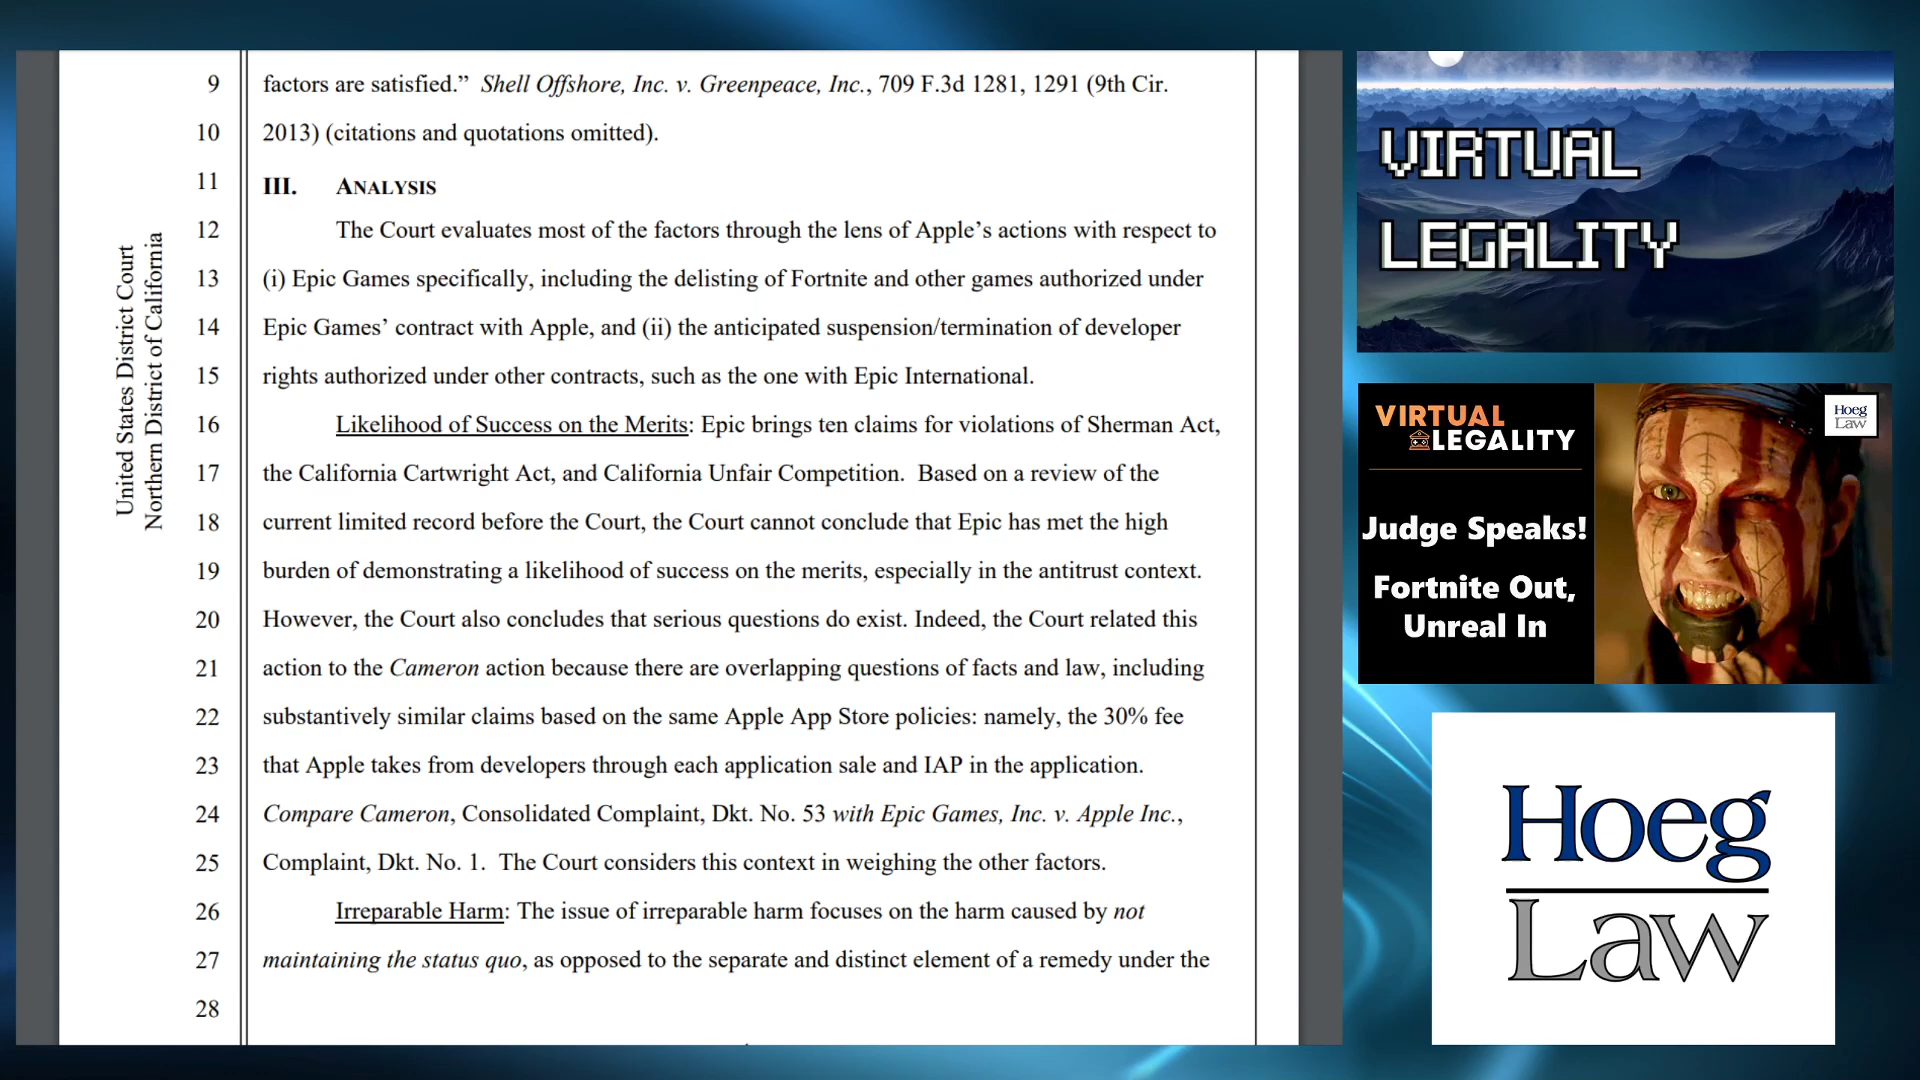 9 factors are satisfied.” Shell Offshore, Inc. v. Greenpeace, Inc., 709 F.3d 1281, 1291 (9th Cir.
10 2013) (citations and quotations omitted).
11 III. ANALYSIS
12 The Court evaluates most of the factors through the lens of Apple’s actions with respect to
13 (i) Epic Games specifically, including the delisting of Fortnite and other games authorized under
14 Epic Games’ contract with Apple, and (ii) the anticipated suspension/termination of developer
15 rights authorized under other contracts, such as the one with Epic International.
16 Likelihood of Success on the Merits: Epic brings ten claims for violations of Sherman Act,
17 the California Cartwright Act, and California Unfair Competition. Based on a review of the
18 current limited record before the Court, the Court cannot conclude that Epic has met the high
19 burden of demonstrating a likelihood of success on the merits, especially in the antitrust context.
20 However, the Court also concludes that serious questions do exist. Indeed, the Court related this
21 action to the Cameron action because there are overlapping questions of facts and law, including
22 substantively similar claims based on the same Apple App Store policies: namely, the 30% fee
23 that Apple takes from developers through each application sale and IAP in the application.
24 Compare Cameron, Consolidated Complaint, Dkt. No. 53 with Epic Games, Inc. v. Apple Inc.,
25 Complaint, Dkt. No. 1. The Court considers this context in weighing the other factors.
26 Irreparable Harm: The issue of irreparable harm focuses on the harm caused by not
27 maintaining the status quo, as opposed to the separate and distinct element of a remedy under the
28
United States District Court
Northern District of California
VIRTUAL
LEGALITY
VIRTUAL
LEGALITY
Judge Speaks!
Fortnite Out,
Unreal In
Hoeg
Law
Hoeg
Law